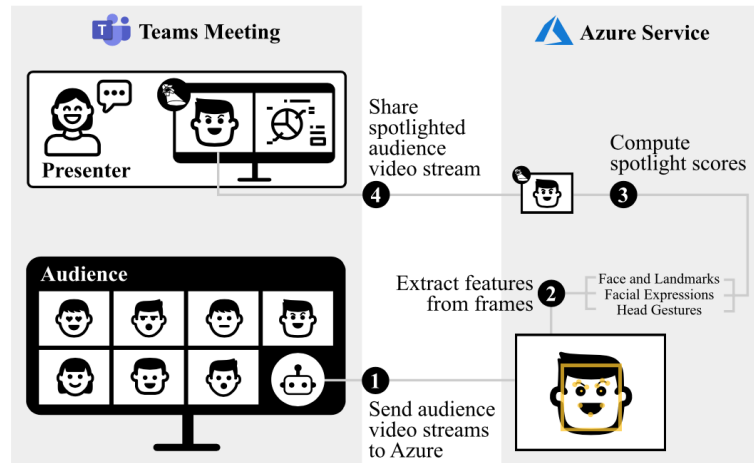 Teams Meeting
Azure Service
Presenter
Share
spotlighted
audience
video stream
4
Compute
spotlight scores
3
Audience
Extract features
from frames
2
Face and Landmarks
Facial Expressions
Head Gestures
1
Send audience
video streams
to Azure
T